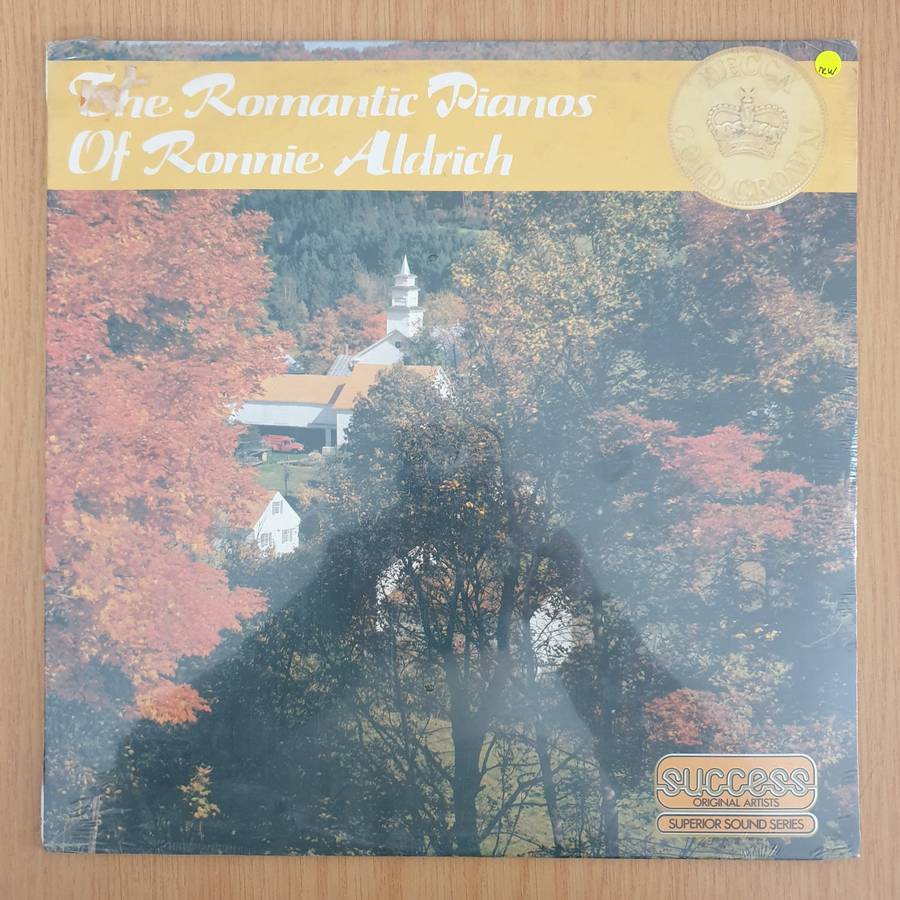 The Romantic Pianos
Of Ronnie Aldrich
DECCA
GOLD CROWN
new
success
ORIGINAL ARTISTS
SUPERIOR SOUND SERIES